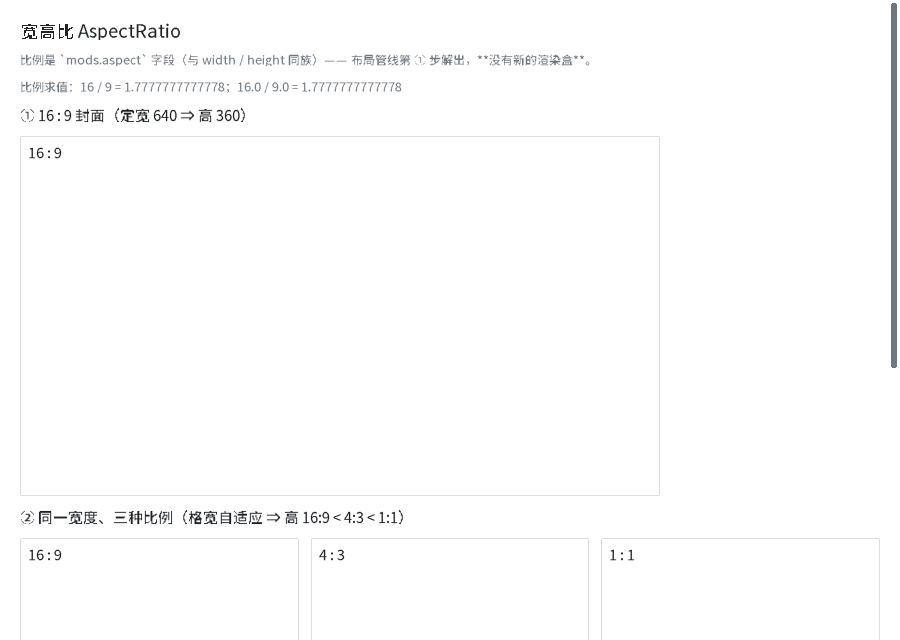 宽高比 AspectRatio
比例是 `mods.aspect` 字段（与 width / height 同族）—— 布局管线第 ① 步解出，**没有新的渲染盒**。
比例求值：16 / 9 = 1.7777777777778；16.0 / 9.0 = 1.7777777777778
① 16:9 封面（定宽 640 ⇒ 高 360）
16:9
② 同一宽度、三种比例（格宽自适应 ⇒ 高 16:9 < 4:3 < 1:1）
16:9
4:3
1:1